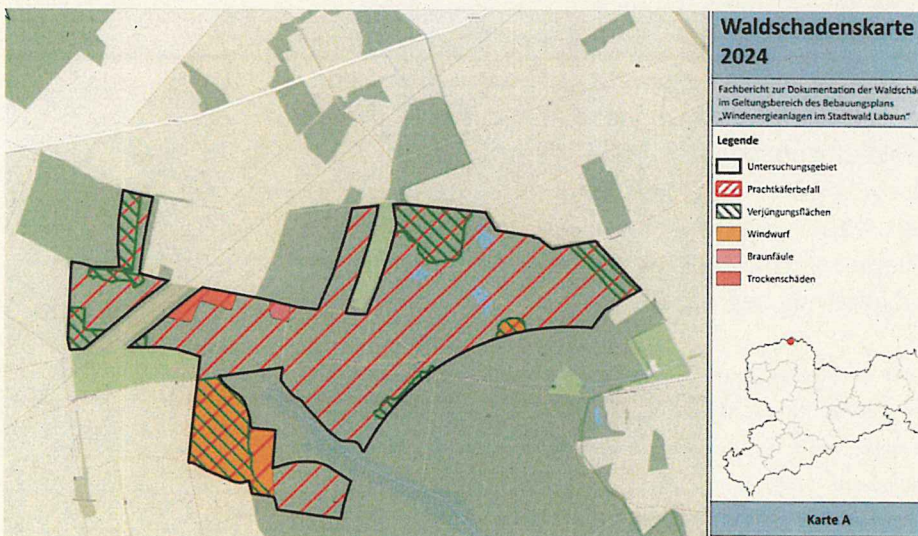 Waldschadenskarte
2024
Fachbericht zur Dokumentation der Waldschä
im Geltungsbereich des Bebauungsplans
„Windenergieanlagen im Stadtwald Labaun"
Legende
Untersuchungsgebiet
Prachtkäferbefall
Verjüngungsflächen
Windwurf
Braunfäule
Trockenschäden
Karte A